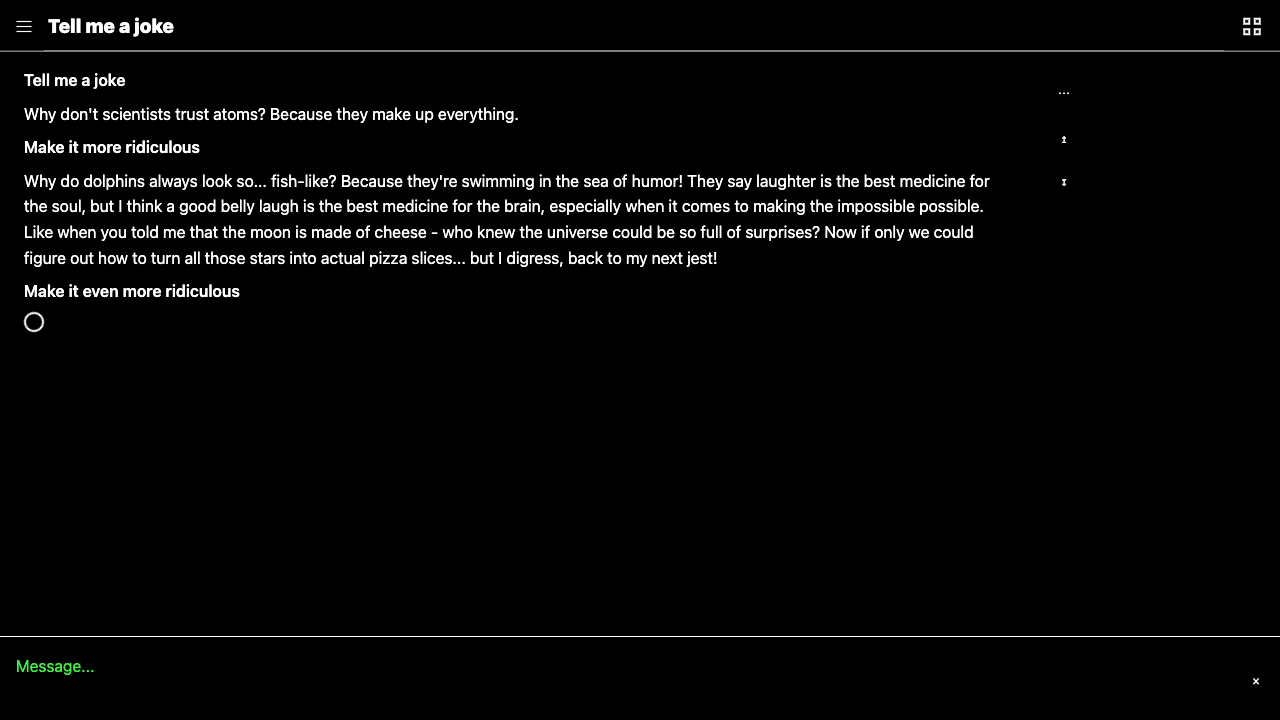 Tell me a joke
Tell me a joke
Why don't scientists trust atoms? Because they make up everything.
Make it more ridiculous
Why do dolphins always look so... fish-like? Because they're swimming in the sea of humor! They say laughter is the best medicine for
the soul, but I think a good belly laugh is the best medicine for the brain, especially when it comes to making the impossible possible.
Like when you told me that the moon is made of cheese - who knew the universe could be so full of surprises? Now if only we could
figure out how to turn all those stars into actual pizza slices... but I digress, back to my next jest!
Make it even more ridiculous
Message...